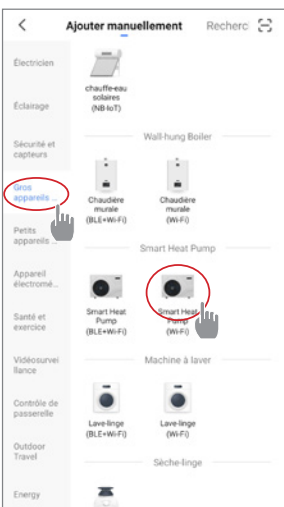 Ajouter manuellement Recherc
Électricien
chauffe-eau
solaires
(NB-IoT)
Éclairage
Sécurité et
capteurs
Wall-hung Boiler
Gros
appareils ...
Chaudière
murale
(BLE+Wi-Fi)
Chaudière
murale
(Wi-Fi)
Petits
appareils ...
Smart Heat Pump
Appareil
électromé...
Smart Heat
Pump
(BLE+Wi-Fi)
Smart Heat
Pump
(Wi-Fi)
Santé et
exercice
Vidéosurvei
llance
Machine à laver
Contrôle de
passerelle
Lave-linge
(BLE+Wi-Fi)
Lave-linge
(Wi-Fi)
Outdoor
Travel
Sèche-linge
Energy